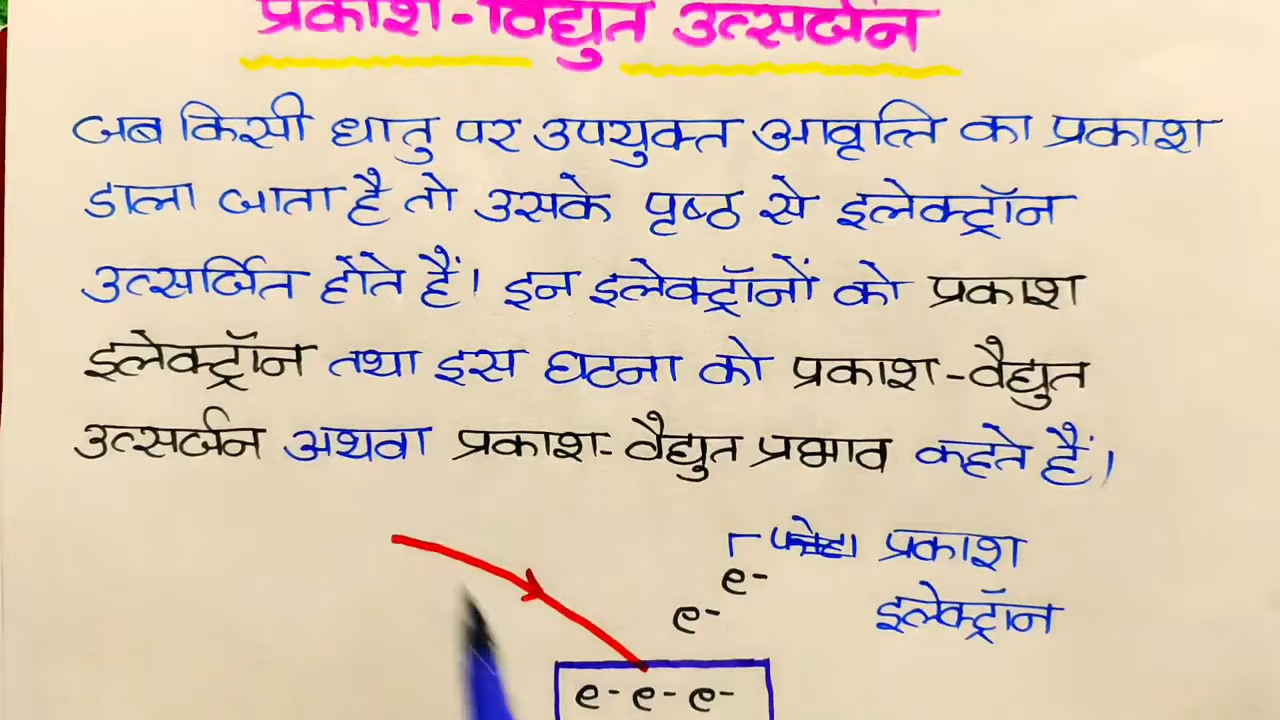 प्रकाश-विद्युत उत्सर्जन
जब किसी धातु पर उपयुक्त आवृत्ति का प्रकाश
डाला जाता है तो उसके पृष्ठ से इलेक्ट्रॉन
उत्सर्जित होते हैं। इन इलेक्ट्रॉनों को प्रकाश
इलेक्ट्रॉन तथा इस घटना को प्रकाश-वैद्युत
उत्सर्जन अथवा प्रकाश-वैद्युत प्रभाव कहते हैं।
प्रकाश
e-
e-
इलेक्ट्रॉन
e- e- e-